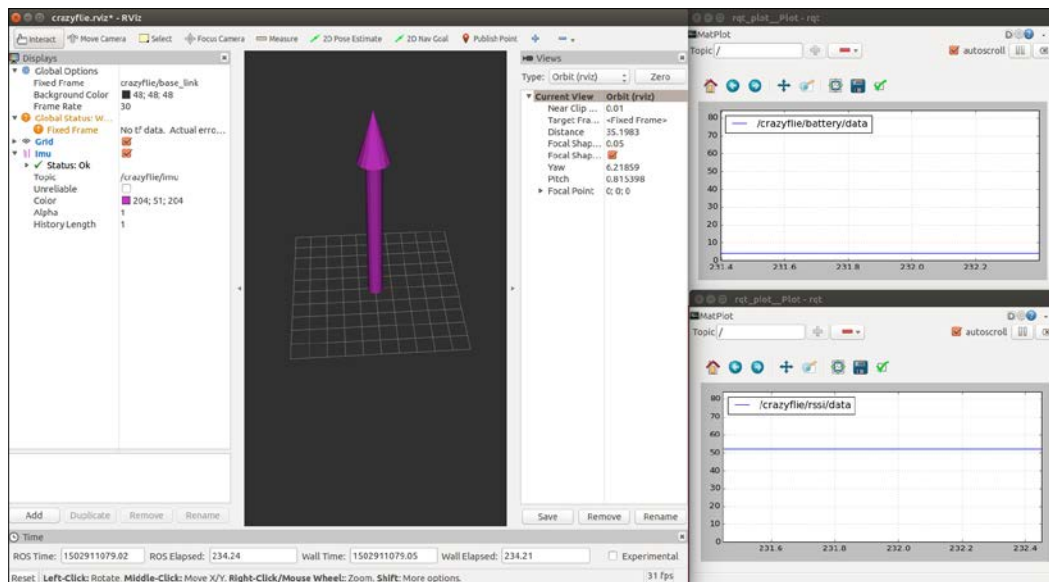 crazyflie.rviz* - RViz
Interact Move Camera Select Focus Camera Measure 2D Pose Estimate 2D Nav Goal Publish Point
Displays
Global Options
Fixed Frame crazyflie/base_link
Background Color 48; 48; 48
Frame Rate 30
Global Status: W...
Fixed Frame No tf data. Actual erro...
Grid
Imu
Status: Ok
Topic /crazyflie/imu
Unreliable
Color 204; 51; 204
Alpha 1
History Length 1
Add Duplicate Remove Rename
Views
Type: Orbit (rviz) Zero
Current View Orbit (rviz)
Near Clip ... 0.01
Target Fra... <Fixed Frame>
Distance 35.1983
Focal Shap... 0.05
Focal Shap...
Yaw 6.21859
Pitch 0.815398
Focal Point 0; 0; 0
Save Remove Rename
Time
ROS Time: 1502911079.02 ROS Elapsed: 234.24 Wall Time: 1502911079.05 Wall Elapsed: 234.21 Experimental
Reset Left-Click: Rotate. Middle-Click: Move X/Y. Right-Click/Mouse Wheel:: Zoom. Shift: More options. 31 fps
rqt_plot__Plot - rqt
MatPlot
Topic / autoscroll
/crazyflie/battery/data
80
70
60
50
40
30
20
10
0
231.4 231.6 231.8 232.0 232.2
rqt_plot__Plot - rqt
MatPlot
Topic / autoscroll
/crazyflie/rssi/data
80
70
60
50
40
30
20
10
0
231.6 231.8 232.0 232.2 232.4